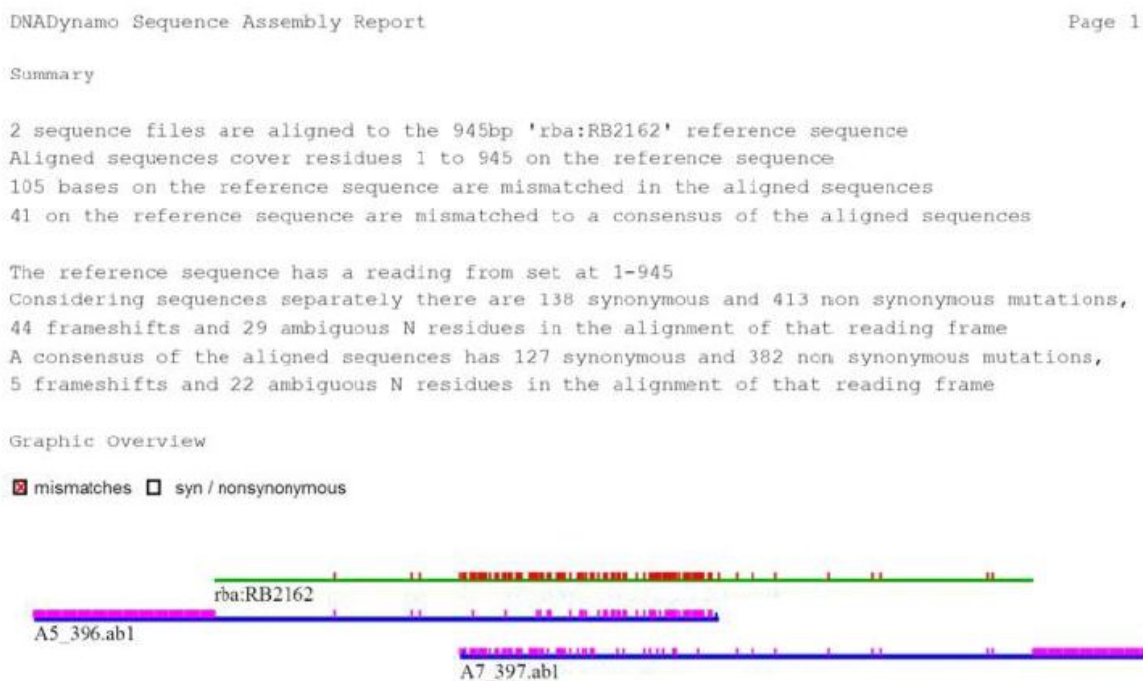 DNADynamo Sequence Assembly Report Page 1
Summary
2 sequence files are aligned to the 945bp 'rba:RB2162' reference sequence
Aligned sequences cover residues 1 to 945 on the reference sequence
105 bases on the reference sequence are mismatched in the aligned sequences
41 on the reference sequence are mismatched to a consensus of the aligned sequences
The reference sequence has a reading from set at 1-945
Considering sequences separately there are 138 synonymous and 413 non synonymous mutations,
44 frameshifts and 29 ambiguous N residues in the alignment of that reading frame
A consensus of the aligned sequences has 127 synonymous and 382 non synonymous mutations,
5 frameshifts and 22 ambiguous N residues in the alignment of that reading frame
Graphic Overview
mismatches syn / nonsynonymous
rba:RB2162
A5_396.ab1
A7_397.ab1